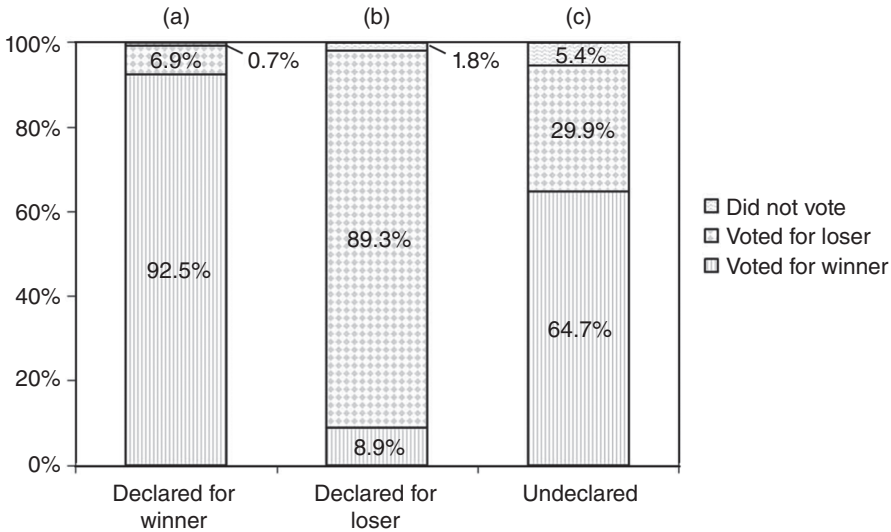 (a) (b) (c)
100%
80%
60%
40%
20%
0%
6.9% 0.7%
92.5%
1.8%
89.3%
8.9%
5.4%
29.9%
64.7%
Declared for
winner
Declared for
loser
Undeclared
Did not vote
Voted for loser
Voted for winner